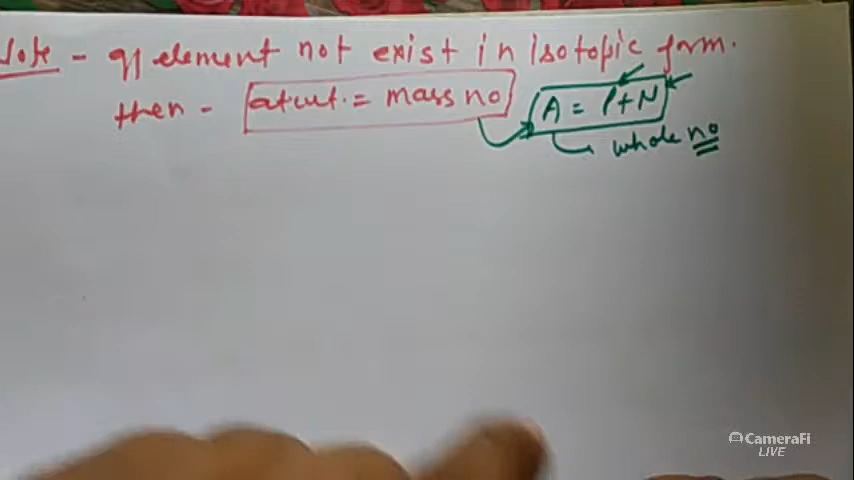 Note - If element not exist in isotopic form.
then - at.wt. = mass no A = P+N
whole no
CameraFi
LIVE